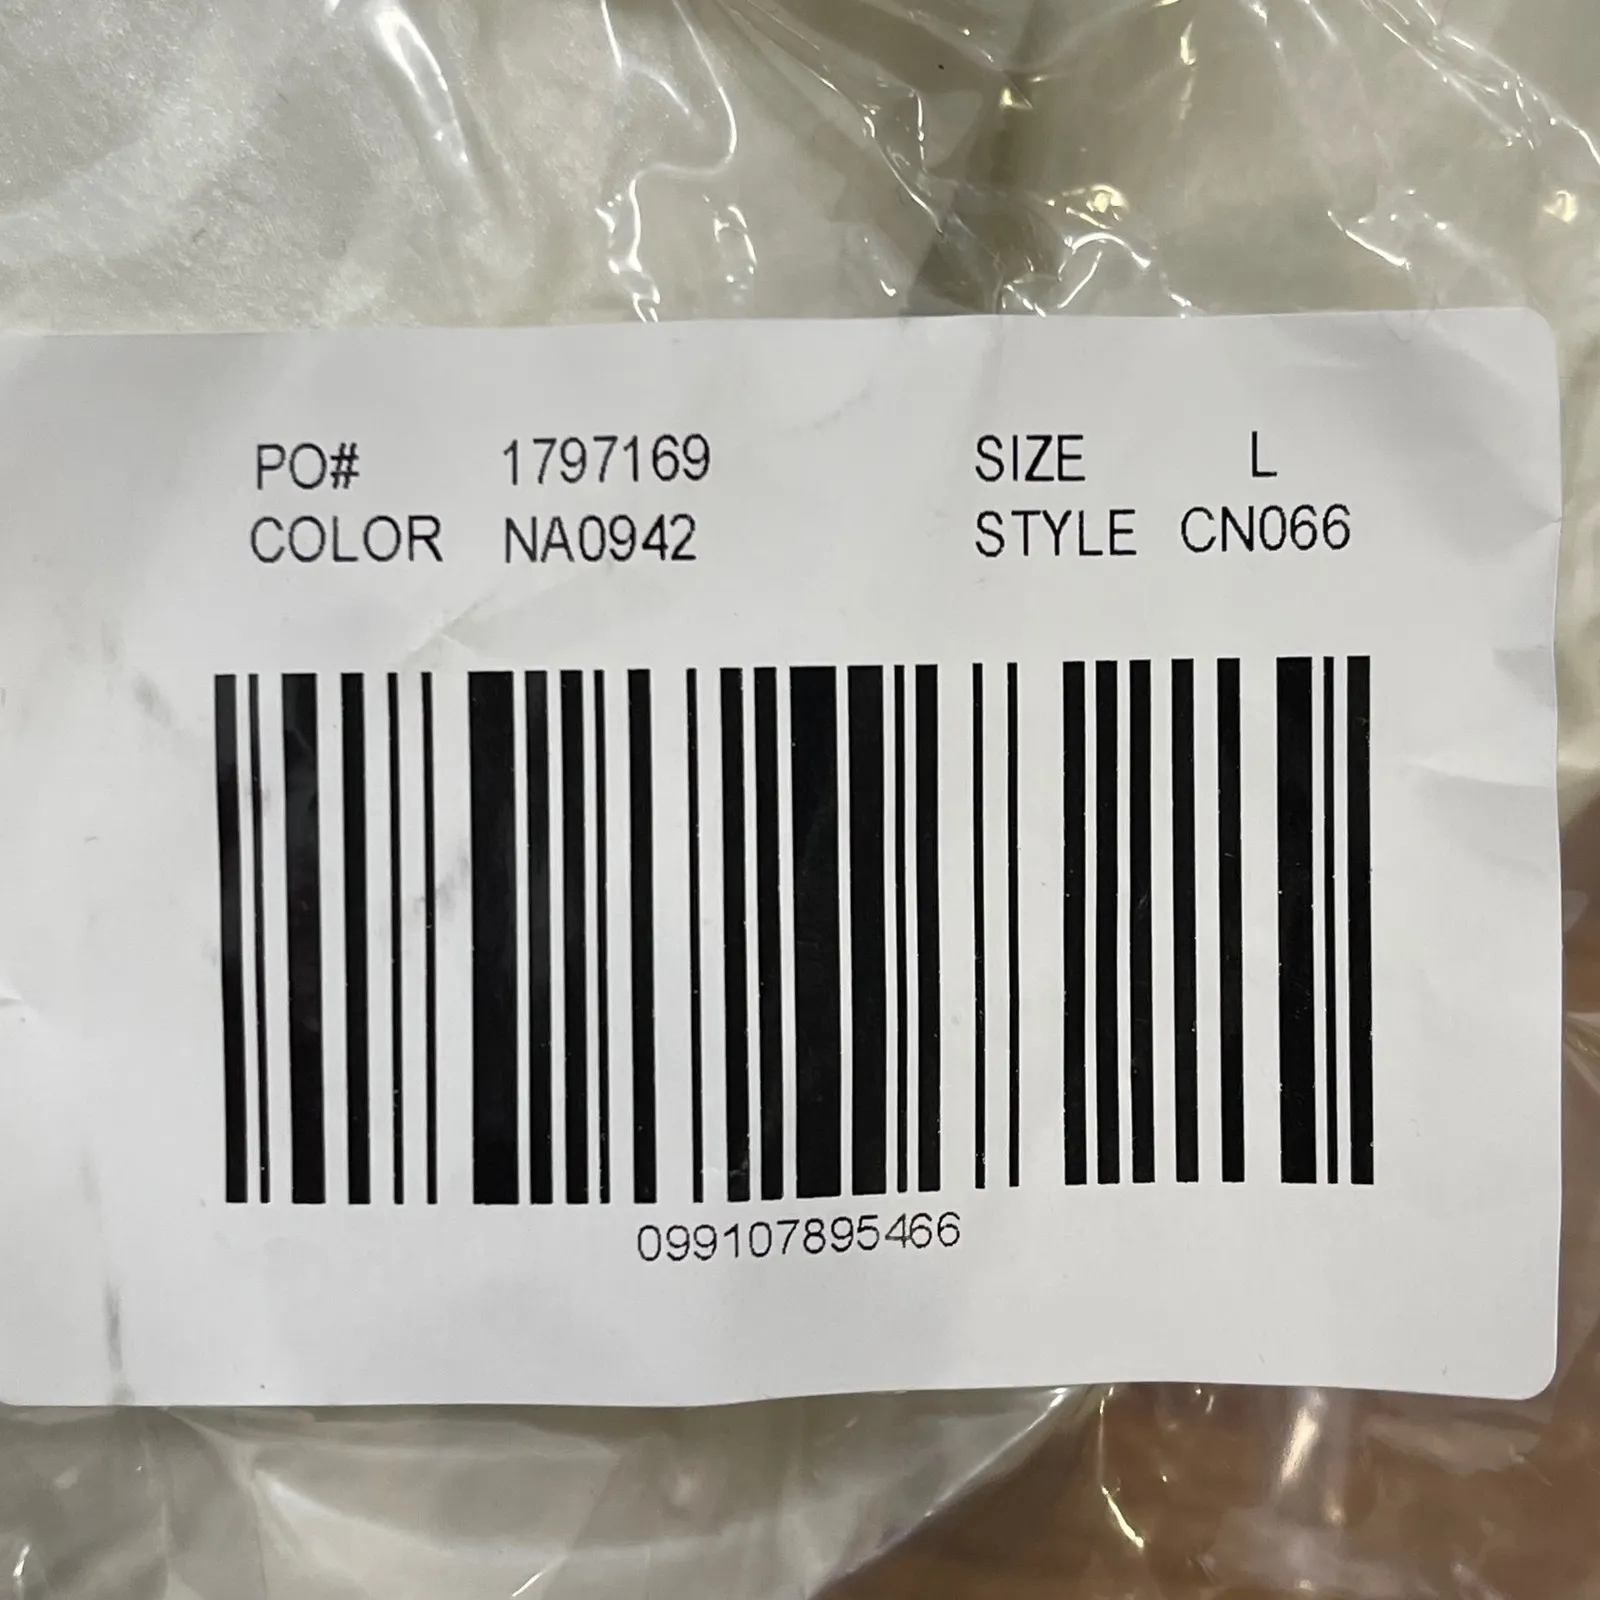 PO# 1797169 SIZE L
COLOR NA0942 STYLE CN066
099107895466